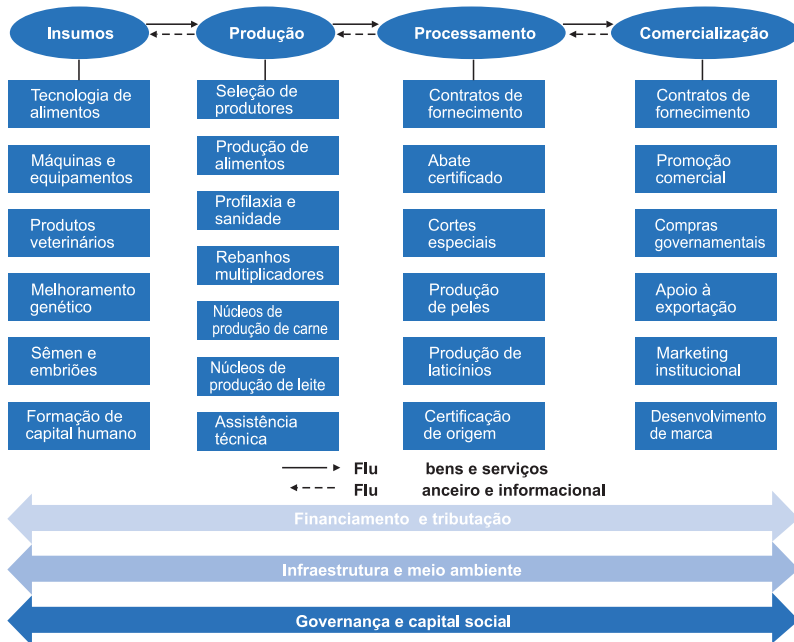 Insumos
Produção
Processamento
Comercialização
Tecnologia de
alimentos
Máquinas e
equipamentos
Produtos
veterinários
Melhoramento
genético
Sêmen e
embriões
Formação de
capital humano
Seleção de
produtores
Produção de
alimentos
Profilaxia e
sanidade
Rebanhos
multiplicadores
Núcleos de
produção de carne
Núcleos de
produção de leite
Assistência
técnica
Contratos de
fornecimento
Abate
certificado
Cortes
especiais
Produção
de peles
Produção de
laticínios
Certificação
de origem
Contratos de
fornecimento
Promoção
comercial
Compras
governamentais
Apoio à
exportação
Marketing
institucional
Desenvolvimento
de marca
Flu bens e serviços
Flu anceiro e informacional
Financiamento e tributação
Infraestrutura e meio ambiente
Governança e capital social